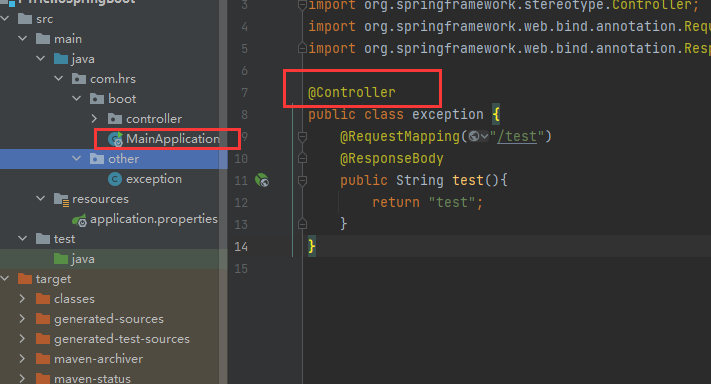 src
main
java
com.hrs
boot
controller
MainApplication
other
exception
resources
application.properties
test
java
target
classes
generated-sources
generated-test-sources
maven-archiver
maven-status
3 import org.springframework.stereotype.Controller;
4 import org.springframework.web.bind.annotation.Requ
5 import org.springframework.web.bind.annotation.Resp
6
7 @Controller
8 public class exception {
9 @RequestMapping("/test")
10 @ResponseBody
11 public String test(){
12 return "test";
13 }
14 }
15